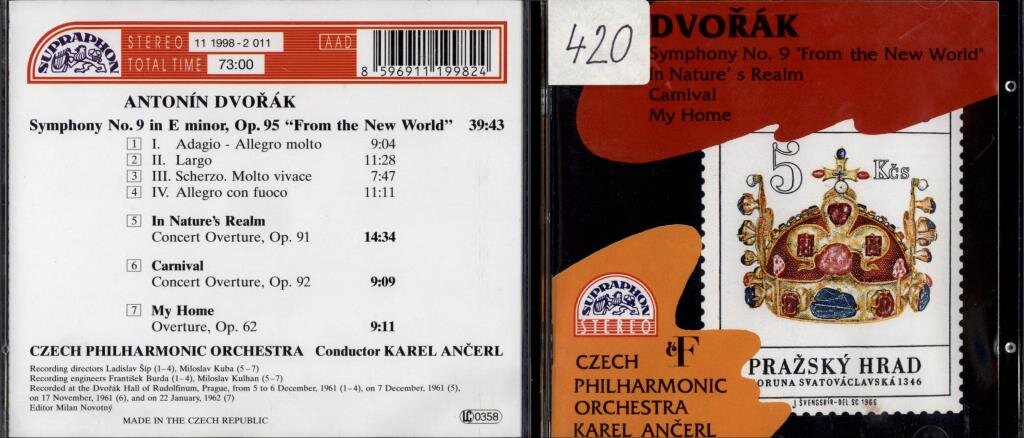 SUPRAPHON
STEREO 11 1998-2 011 AAD
TOTAL TIME 73:00
8 596911 199824
ANTONÍN DVOŘÁK
Symphony No. 9 in E minor, Op. 95 “From the New World” 39:43
1 I. Adagio - Allegro molto 9:04
2 II. Largo 11:28
3 III. Scherzo. Molto vivace 7:47
4 IV. Allegro con fuoco 11:11
5 In Nature's Realm
Concert Overture, Op. 91 14:34
6 Carnival
Concert Overture, Op. 92 9:09
7 My Home
Overture, Op. 62 9:11
CZECH PHILHARMONIC ORCHESTRA Conductor KAREL ANČERL
Recording directors Ladislav Šíp (1–4), Miloslav Kuba (5–7)
Recording engineers František Burda (1–4), Miloslav Kulhan (5–7)
Recorded at the Dvořák Hall of Rudolfinum, Prague, from 5 to 6 December, 1961 (1–4), on 7 December, 1961 (5),
on 17 November, 1961 (6), and on 22 January, 1962 (7)
Editor Milan Novotný
MADE IN THE CZECH REPUBLIC
LC 0358
420
DVOŘÁK
Symphony No. 9 "From the New World"
In Nature' s Realm
Carnival
My Home
5 Kčs
SUPRAPHON
STEREO
čF
CZECH
PHILHARMONIC
ORCHESTRA
KAREL ANČERL
PRAŽSKÝ HRAD
KORUNA SVATOVÁCLAVSKÁ 1346
J. ŠVENGSBÍR-DEL. SC 1966